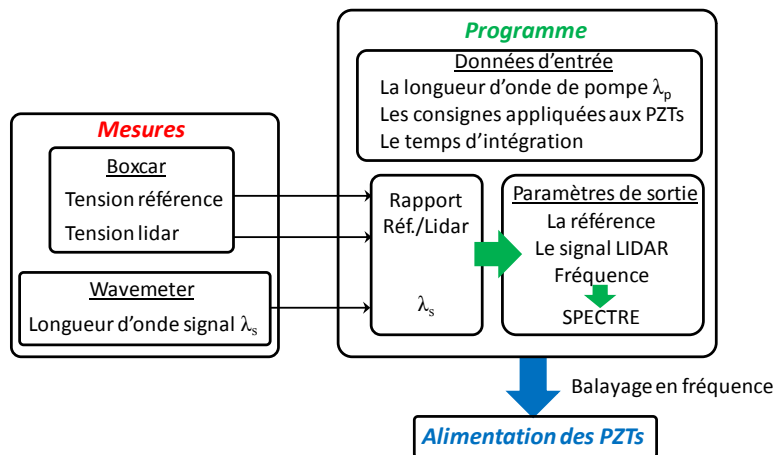 Programme
Données d'entrée
La longueur d'onde de pompe λp
Les consignes appliquées aux PZTs
Le temps d'intégration
Mesures
Boxcar
Tension référence
Tension lidar
Wavemeter
Longueur d'onde signal λs
Rapport
Réf./Lidar
λs
Paramètres de sortie
La référence
Le signal LIDAR
Fréquence
SPECTRE
Balayage en fréquence
Alimentation des PZTs